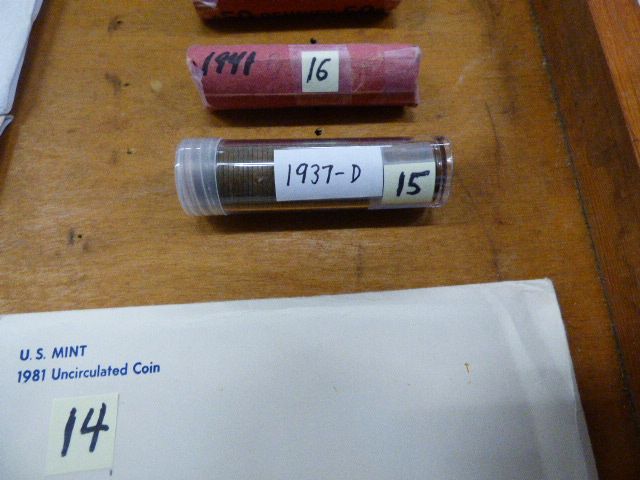 1941
16
1937-D
15
U. S. MINT
1981 Uncirculated Coin
14